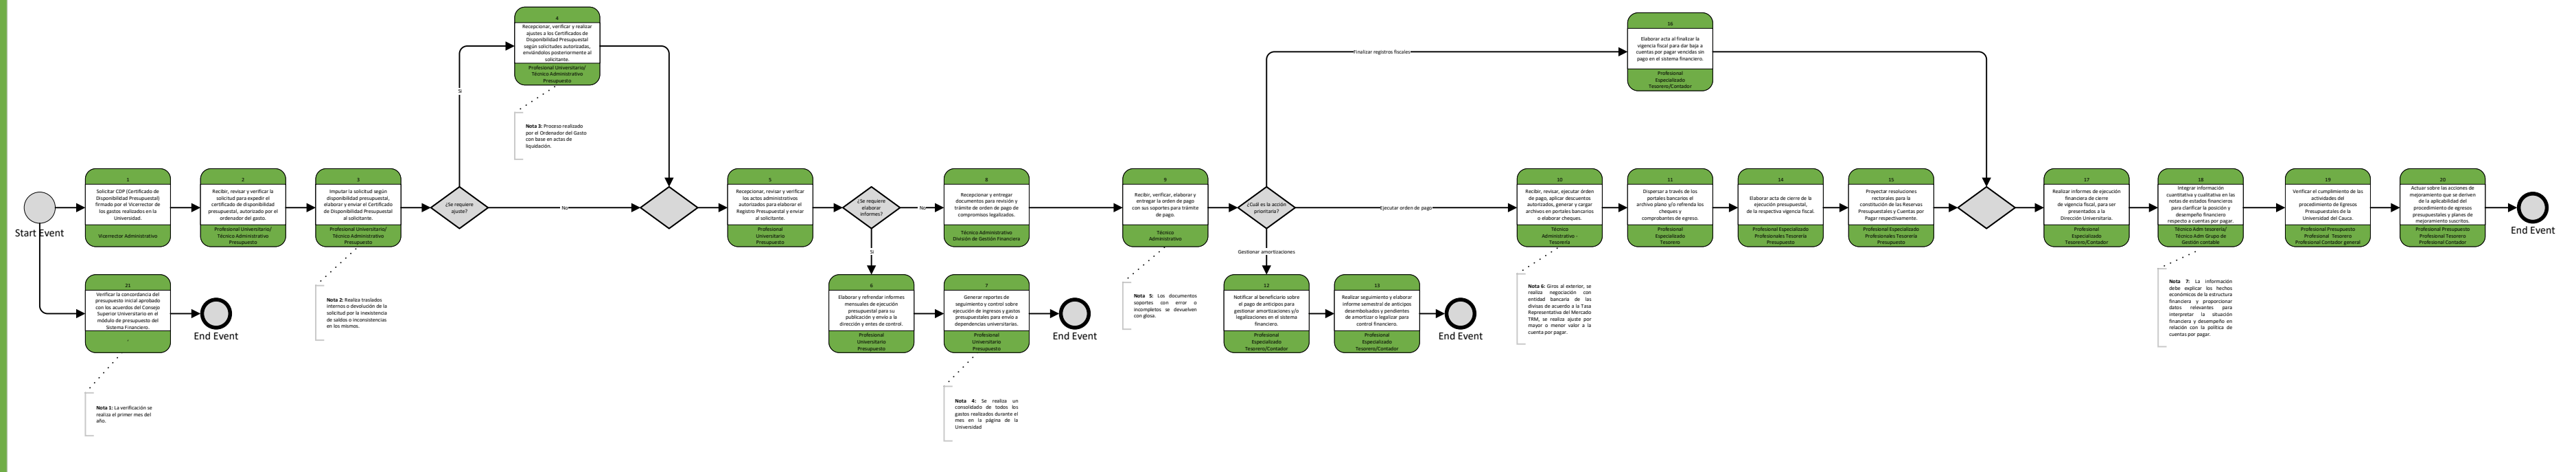 4
Recepcionar, verificar y realizar
ajustes a los Certificados de
Disponibilidad Presupuestal
según solicitudes autorizadas,
enviándolos posteriormente al
solicitante.
Profesional Universitario/
Técnico Administrativo
Presupuesto
Nota 3: Proceso realizado
por el Ordenador del Gasto
con base en actas de
liquidación.
16
Elaborar acta al finalizar la
vigencia fiscal para dar baja a
cuentas por pagar vencidas sin
pago en el sistema financiero.
Profesional
Especializado
Tesorero/Contador
Finalizar registros fiscales
Si
Start Event
1
Solicitar CDP (Certificado de
Disponibilidad Presupuestal)
firmado por el Vicerrector de
los gastos realizados en la
Universidad.
Vicerrector Administrativo
2
Recibir, revisar y verificar la
solicitud para expedir el
certificado de disponibilidad
presupuestal, autorizado por el
ordenador del gasto.
Profesional Universitario/
Técnico Administrativo
Presupuesto
3
Imputar la solicitud según
disponibilidad presupuestal,
elaborar y enviar el Certificado
de Disponibilidad Presupuestal
al solicitante.
Profesional Universitario/
Técnico Administrativo
Presupuesto
¿Se requiere
ajuste?
No
5
Recepcionar, revisar y verificar
los actos administrativos
autorizados para elaborar el
Registro Presupuestal y enviar
al solicitante.
Profesional
Universitario
Presupuesto
¿Se requiere
elaborar
informes?
No
8
Recepcionar y entregar
documentos para revisión y
trámite de orden de pago de
compromisos legalizados.
Técnico Administrativo
División de Gestión Financiera
9
Recibir, verificar, elaborar y
entregar la orden de pago
con sus soportes para trámite
de pago.
Técnico
Administrativo
¿Cuál es la acción
prioritaria?
Ejecutar orden de pago
10
Recibir, revisar, ejecutar órden
de pago, aplicar descuentos
autorizados, generar y cargar
archivos en portales bancarios
o elaborar cheques.
Técnico
Administrativo -
Tesorería
11
Dispersar a través de los
portales bancarios el
archivo plano y/o refrenda los
cheques y
comprobantes de egreso.
Profesional
Especializado
Tesorero
14
Elaborar acta de cierre de la
ejecución presupuestal,
de la respectiva vigencia fiscal.
Profesional Especializado
Profesionales Tesorería
Presupuesto
15
Proyectar resoluciones
rectorales para la
constitución de las Reservas
Presupuestales y Cuentas por
Pagar respectivamente.
Profesional Especializado
Profesionales Tesorería
Presupuesto
17
Realizar informes de ejecución
financiera de cierre
de vigencia fiscal, para ser
presentados a la
Dirección Universitaria.
Profesional
Especializado
Tesorero/Contador
18
Integrar información
cuantitativa y cualitativa en las
notas de estados financieros
para clarificar la posición y
desempeño financiero
respecto a cuentas por pagar.
Técnico Adm tesorería/
Técnico Adm Grupo de
Gestión contable
19
Verificar el cumplimiento de las
actividades del
procedimiento de Egresos
Presupuestales de la
Universidad del Cauca.
Profesional Presupuesto
Profesional Tesorero
Profesional Contador general
20
Actuar sobre las acciones de
mejoramiento que se deriven
de la aplicabilidad del
procedimiento de egresos
presupuestales y planes de
mejoramiento suscritos.
Profesional Presupuesto
Profesional Tesorero
Profesional Contador
End Event
Si
Gestionar amortizaciones
21
Verificar la concordancia del
presupuesto inicial aprobado
con los acuerdos del Consejo
Superior Universitario en el
módulo de presupuesto del
Sistema Financiero.
End Event
Nota 2: Realiza traslados
internos o devolución de la
solicitud por la inexistencia
de saldos o inconsistencias
en los mismos.
6
Elaborar y refrendar informes
mensuales de ejecución
presupuestal para su
publicación y envío a la
dirección y entes de control.
Profesional
Universitario
Presupuesto
7
Generar reportes de
seguimiento y control sobre
ejecución de ingresos y gastos
presupuestales para envío a
dependencias universitarias.
Profesional
Universitario
Presupuesto
End Event
Nota 5: Los documentos
soportes con error o
incompletos se devuelven
con glosa.
12
Notificar al beneficiario sobre
el pago de anticipos para
gestionar amortizaciones y/o
legalizaciones en el sistema
financiero.
Profesional
Especializado
Tesorero/Contador
13
Realizar seguimiento y elaborar
informe semestral de anticipos
desembolsados y pendientes
de amortizar o legalizar para
control financiero.
Profesional
Especializado
Tesorero/Contador
End Event
Nota 6: Giros al exterior, se
realiza negociación con
entidad bancaria de las
divisas de acuerdo a la Tasa
Representativa del Mercado
TRM, se realiza ajuste por
mayor o menor valor a la
cuenta por pagar.
Nota 7: La información
debe explicar los hechos
económicos de la estructura
financiera y proporcionar
datos relevantes para
interpretar la situación
financiera y desempeño en
relación con la política de
cuentas por pagar.
Nota 1: La verificación se
realiza el primer mes del
año.
Nota 4: Se realiza un
consolidado de todos los
gastos realizados durante el
mes en la página de la
Universidad